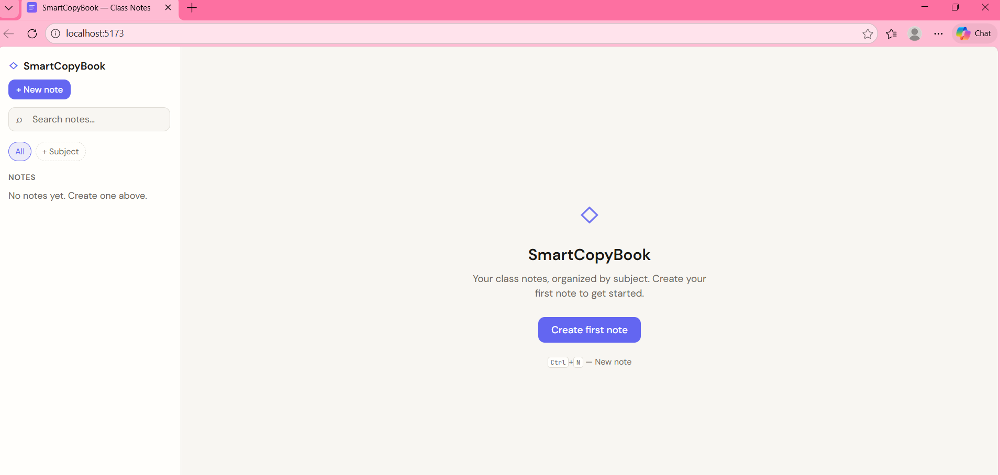 SmartCopyBook — Class Notes
localhost:5173
Chat
SmartCopyBook
+ New note
Search notes...
All
+ Subject
NOTES
No notes yet. Create one above.
SmartCopyBook
Your class notes, organized by subject. Create your
first note to get started.
Create first note
Ctrl+N — New note